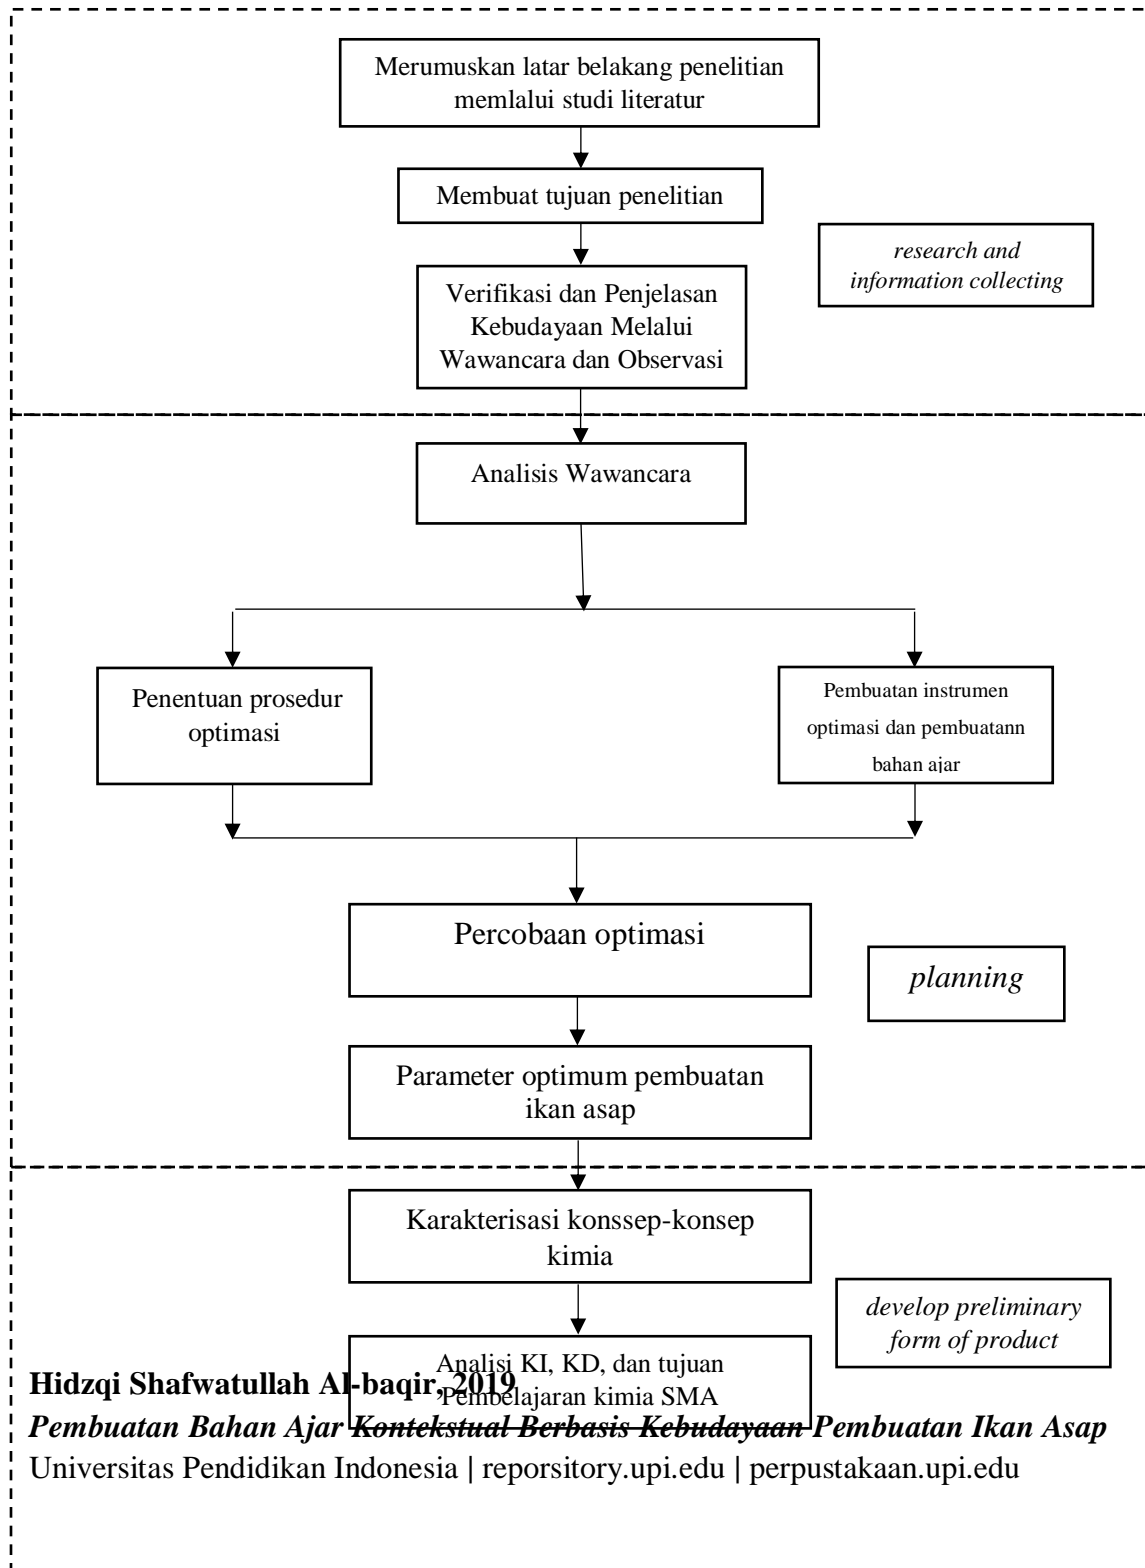 Merumuskan latar belakang penelitian
memlalui studi literatur
Membuat tujuan penelitian
research and
information collecting
Verifikasi dan Penjelasan
Kebudayaan Melalui
Wawancara dan Observasi
Analisis Wawancara
Penentuan prosedur
optimasi
Pembuatan instrumen
optimasi dan pembuatann
bahan ajar
Percobaan optimasi
planning
Parameter optimum pembuatan
ikan asap
Karakterisasi konssep-konsep
kimia
develop preliminary
form of product
Analisi KI, KD, dan tujuan
Pembelajaran kimia SMA
Hidzqi Shafwatullah Al-baqir, 2019
Pembuatan Bahan Ajar Kontekstual Berbasis Kebudayaan Pembuatan Ikan Asap
Universitas Pendidikan Indonesia | reporsitory.upi.edu | perpustakaan.upi.edu